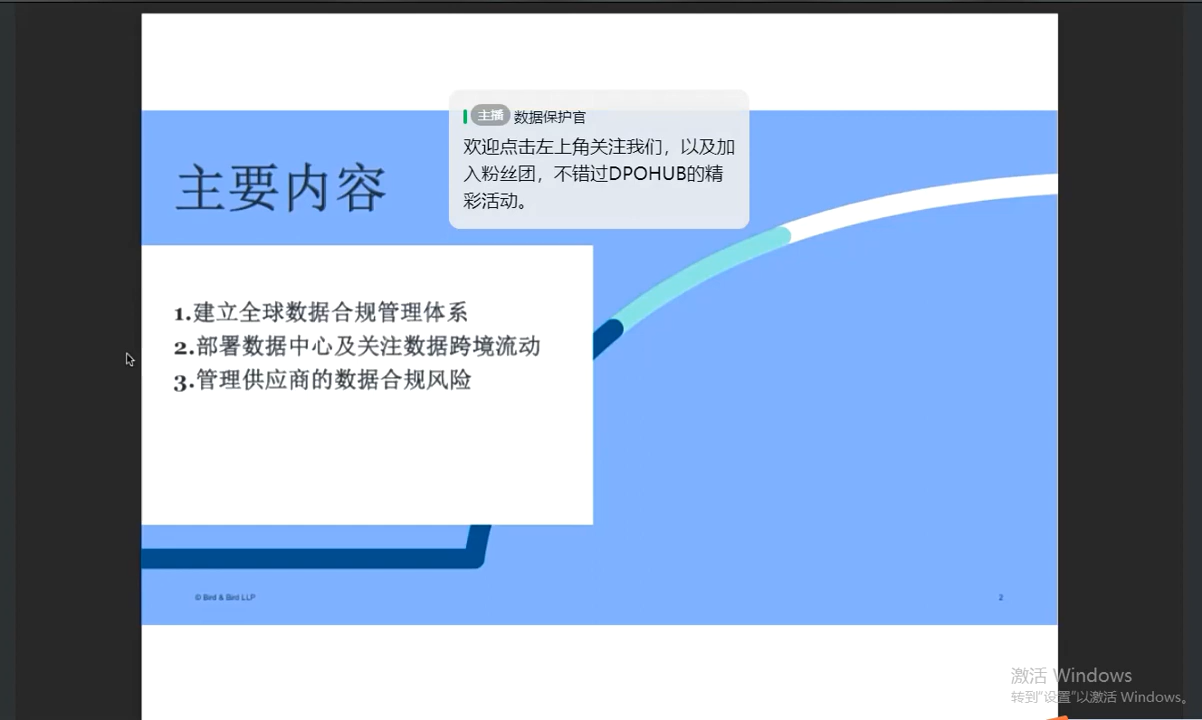 主播 数据保护官
欢迎点击左上角关注我们，以及加
入粉丝团，不错过DPOHUB的精
彩活动。
主要内容
1.建立全球数据合规管理体系
2.部署数据中心及关注数据跨境流动
3.管理供应商的数据合规风险
© Bird & Bird LLP
2
激活 Windows
转到“设置”以激活 Windows。